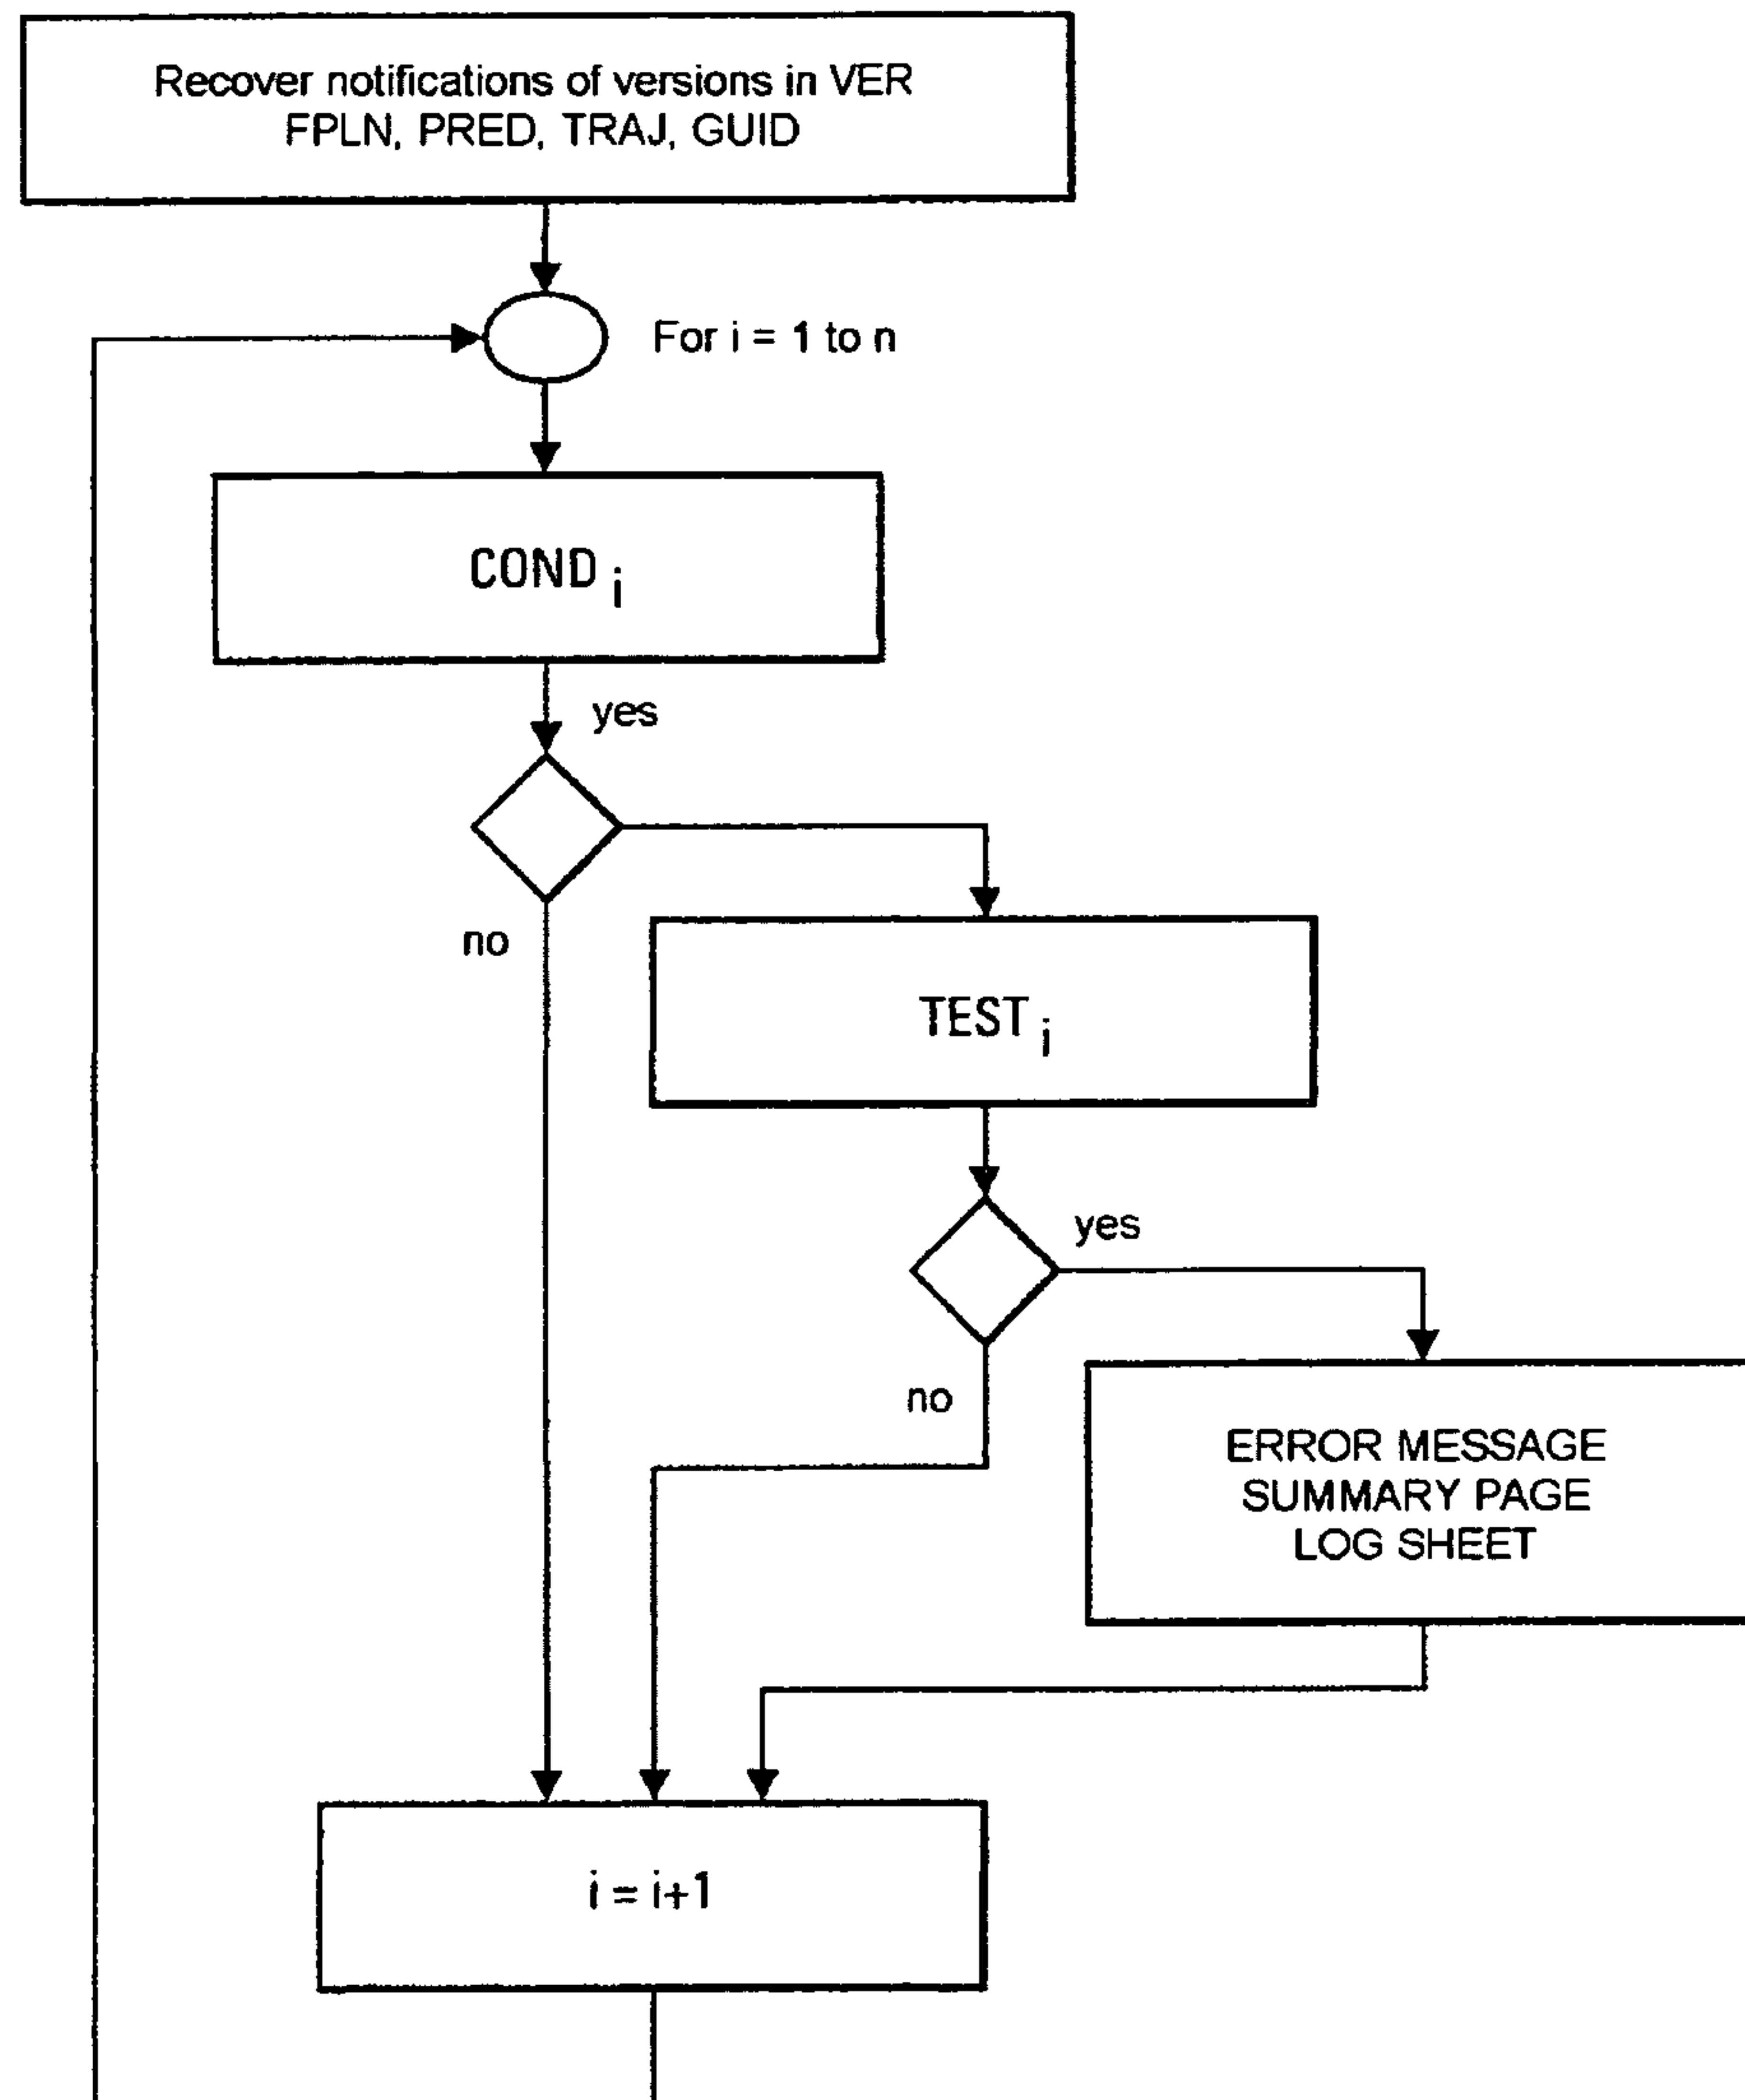 Recover notifications of versions in VER
FPLN, PRED, TRAJ, GUID
For i = 1 to n
COND i
yes
no
TEST i
yes
no
ERROR MESSAGE
SUMMARY PAGE
LOG SHEET
i = i+1